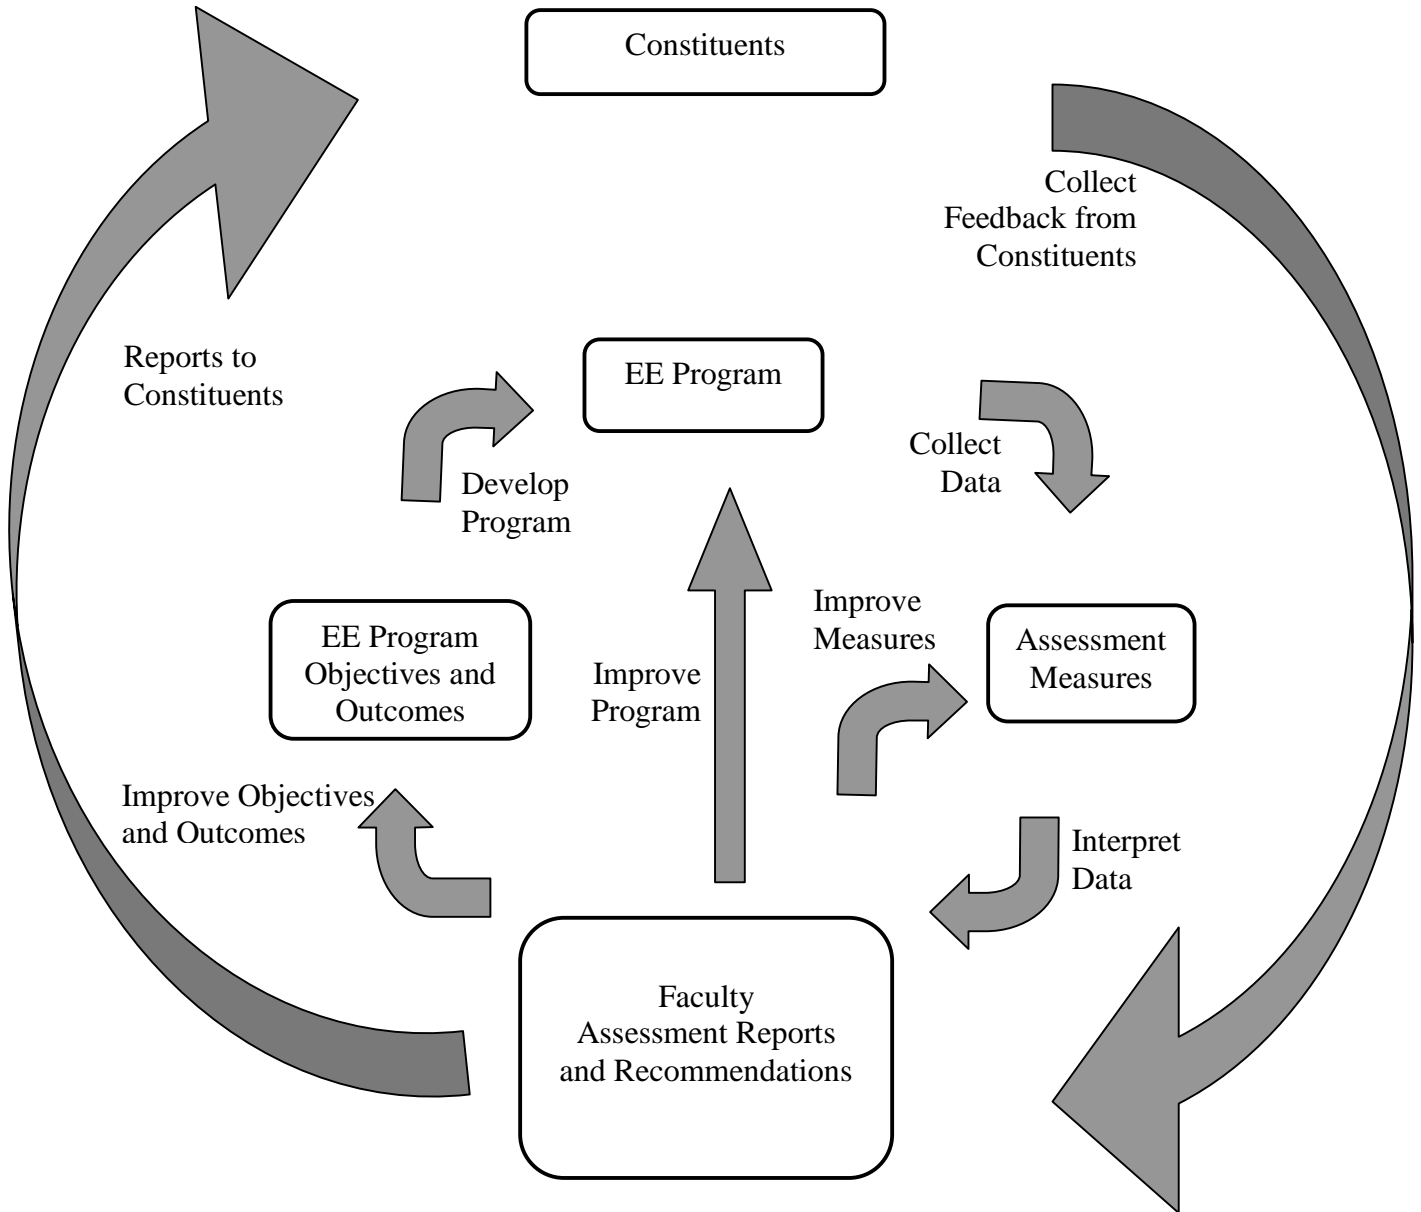 Constituents
Collect
Feedback from
Constituents
Reports to
Constituents
EE Program
Develop
Program
Collect
Data
EE Program
Objectives and
Outcomes
Improve
Program
Improve
Measures
Assessment
Measures
Improve Objectives
and Outcomes
Interpret
Data
Faculty
Assessment Reports
and Recommendations